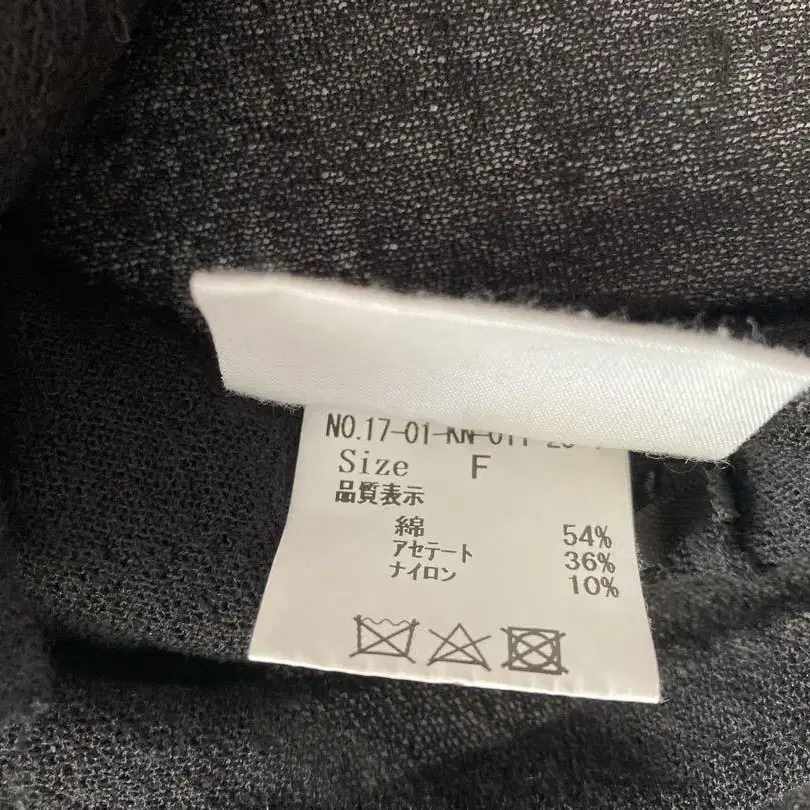 NO.17-01-KN-011
Size F
品質表示
綿 54%
アセテート 36%
ナイロン 10%